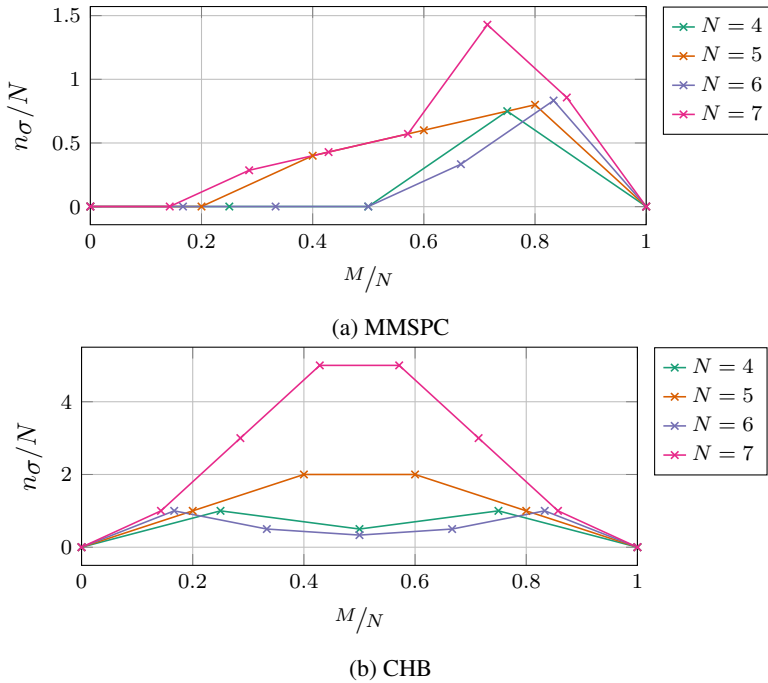 1.5
1
0.5
0
nσ/N
0 0.2 0.4 0.6 0.8 1
M/N
N = 4
N = 5
N = 6
N = 7
(a) MMSPC
4
2
0
nσ/N
0 0.2 0.4 0.6 0.8 1
M/N
N = 4
N = 5
N = 6
N = 7
(b) CHB